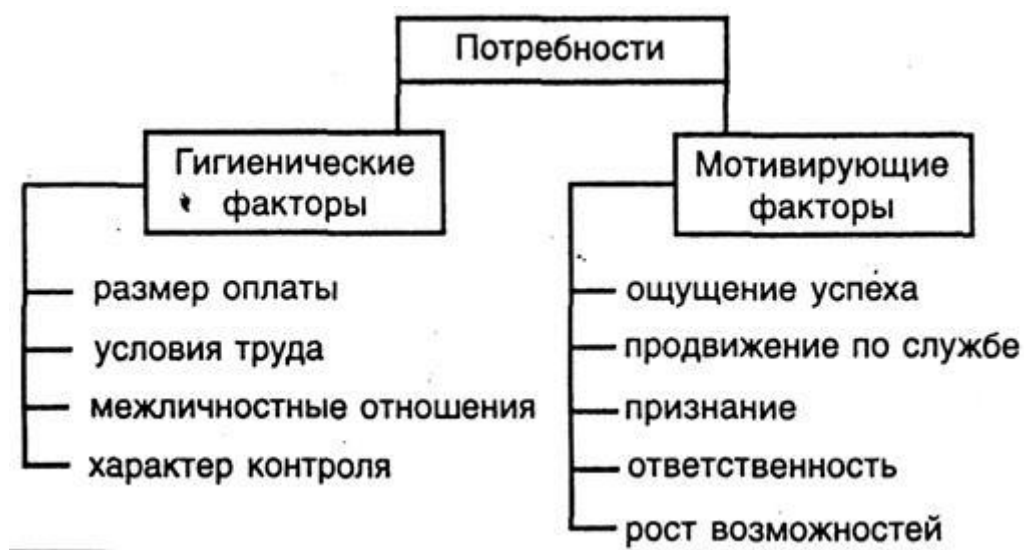 Потребности
Гигиенические
факторы
размер оплаты
условия труда
межличностные отношения
характер контроля
Мотивирующие
факторы
ощущение успеха
продвижение по службе
признание
ответственность
рост возможностей